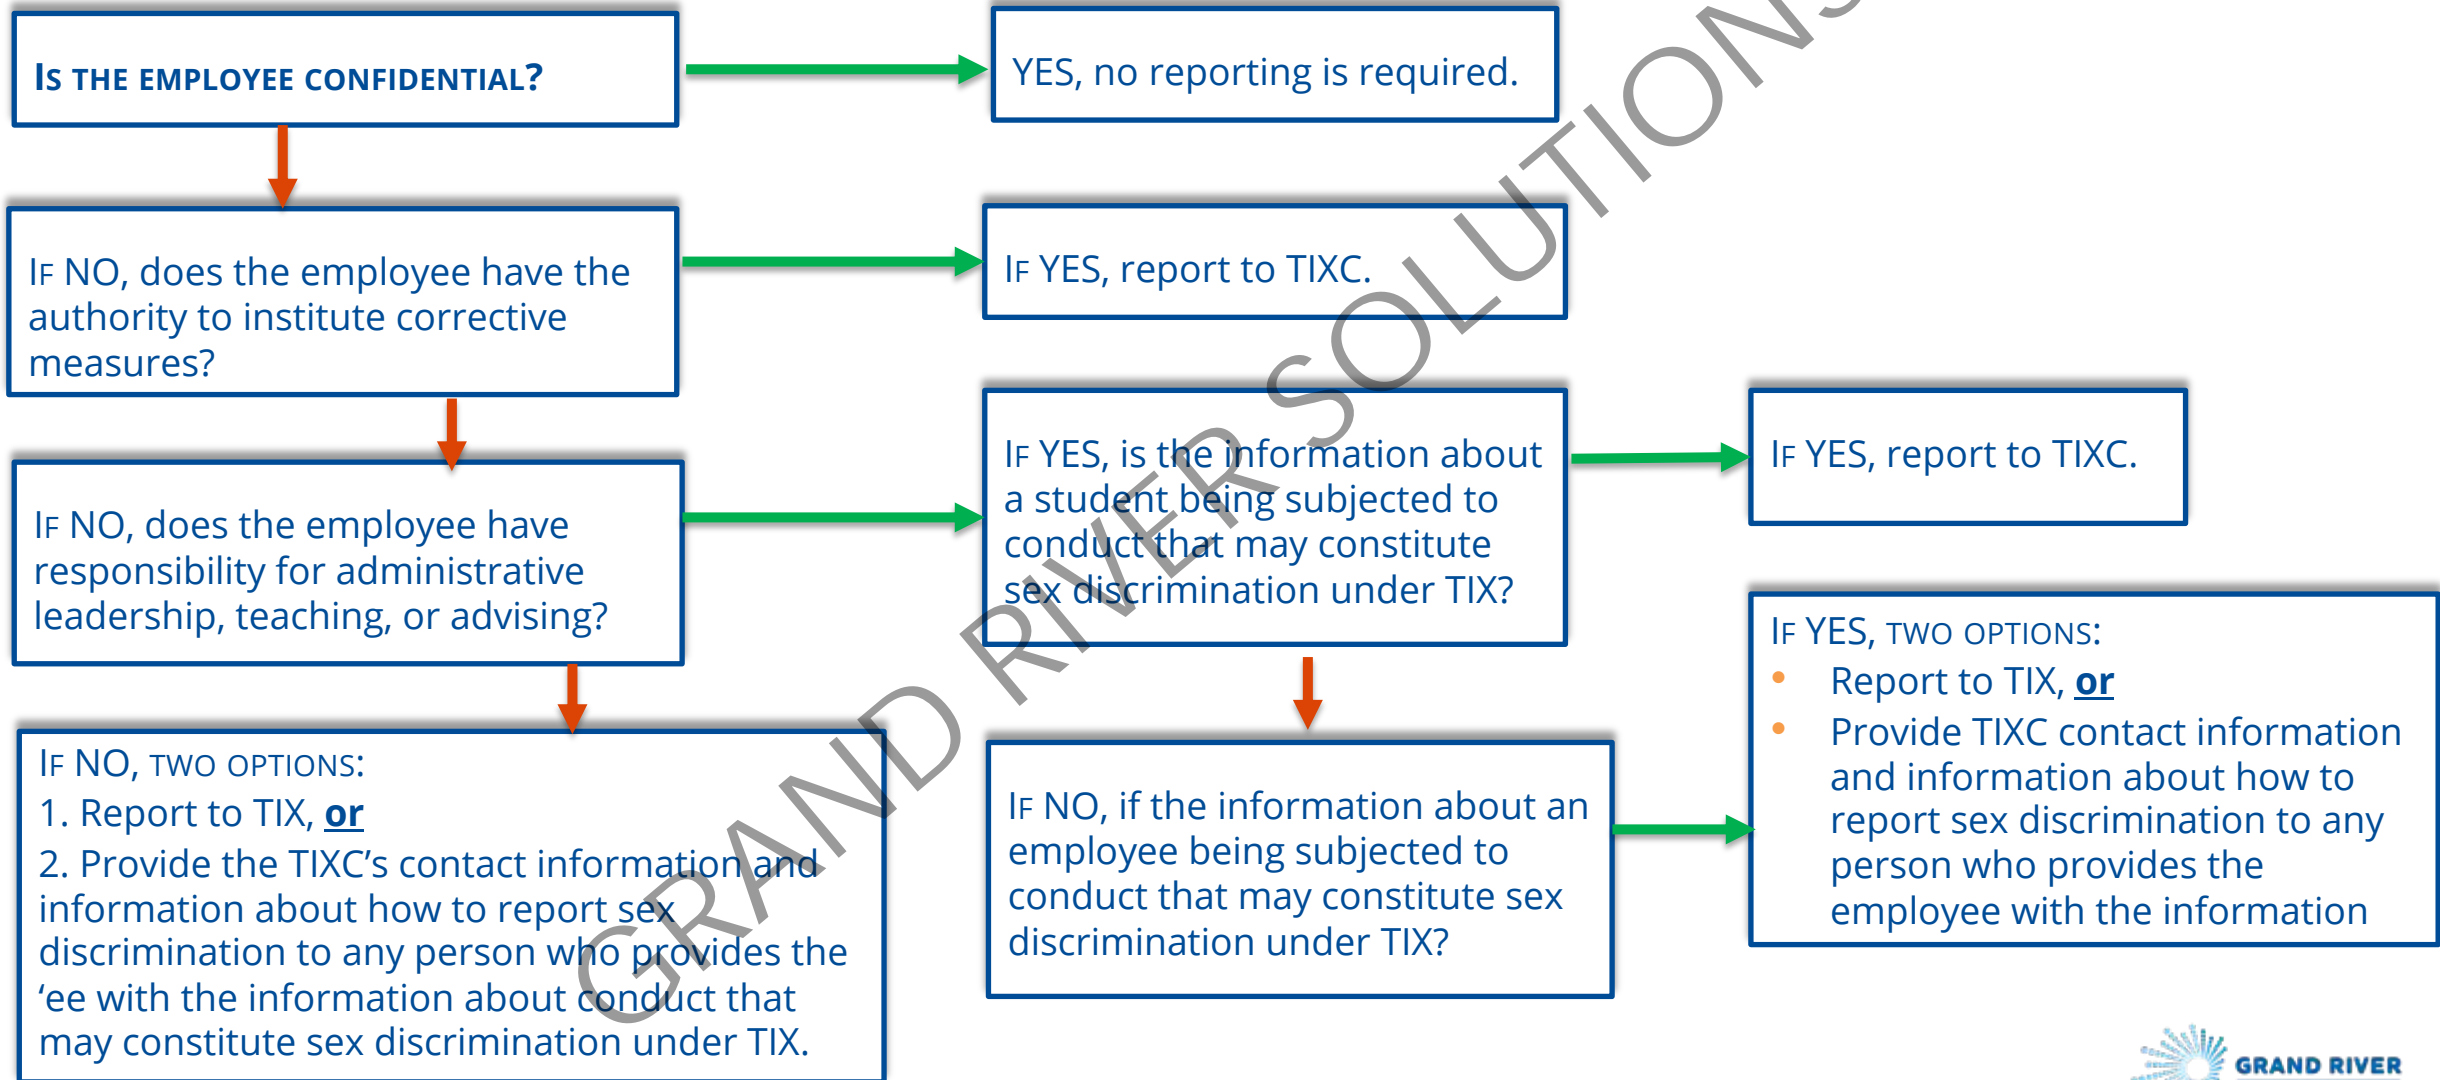 IS THE EMPLOYEE CONFIDENTIAL?
YES, no reporting is required.
IF NO, does the employee have the
authority to institute corrective
measures?
IF YES, report to TIXC.
IF NO, does the employee have
responsibility for administrative
leadership, teaching, or advising?
IF YES, is the information about
a student being subjected to
conduct that may constitute
sex discrimination under TIX?
IF YES, report to TIXC.
IF NO, TWO OPTIONS:
1. Report to TIX, or
2. Provide the TIXC’s contact information and
information about how to report sex
discrimination to any person who provides the
‘ee with the information about conduct that
may constitute sex discrimination under TIX.
IF NO, if the information about an
employee being subjected to
conduct that may constitute sex
discrimination under TIX?
IF YES, TWO OPTIONS:
• Report to TIX, or
• Provide TIXC contact information
and information about how to
report sex discrimination to any
person who provides the
employee with the information
GRAND RIVER SOLUTIONS
GRAND RIVER